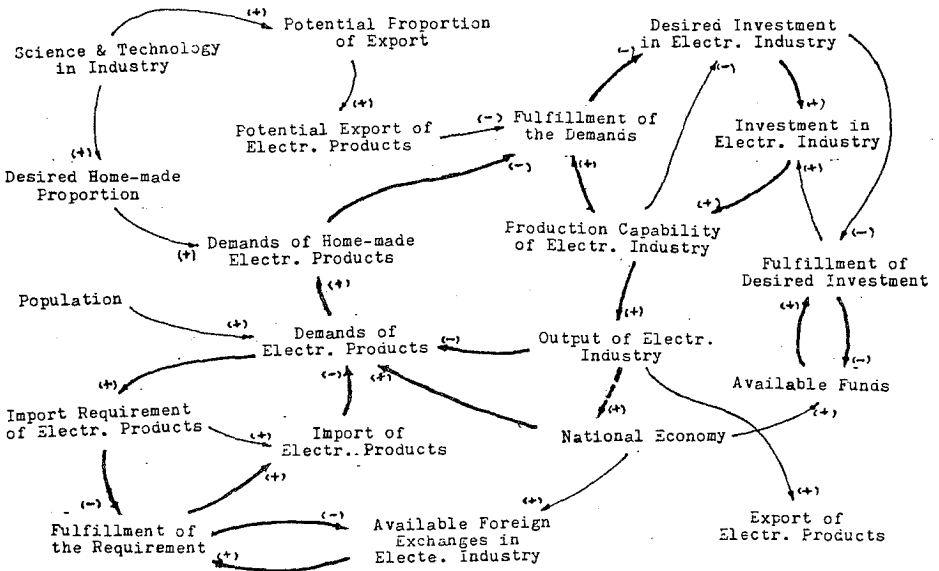 Science & Technology
in Industry
(+)
Potential Proportion
of Export
(+)
Potential Export of
Electr. Products
(-)
Desired Investment
in Electr. Industry
(-)
(-)
(-)
Fulfillment of
the Demands
(-)
(+)
(+)
Investment in
Electr. Industry
(+)
(+)
Desired Home-made
Proportion
(+)
Demands of Home-made
Electr. Products
(+)
(+)
Production Capability
of Electr. Industry
(+)
(-)
Fulfillment of
Desired Investment
(+)
(-)
Population
(+)
Demands of
Electr. Products
(-)
(-)
(+)
(+)
Output of Electr.
Industry
(+)
Available Funds
(+)
Import Requirement
of Electr. Products
(+)
Import of
Electr. Products
(+)
National Economy
(-)
Fulfillment of
the Requirement
(-)
(+)
(+)
Available Foreign
Exchanges in
Electe. Industry
(+)
Export of
Electr. Products